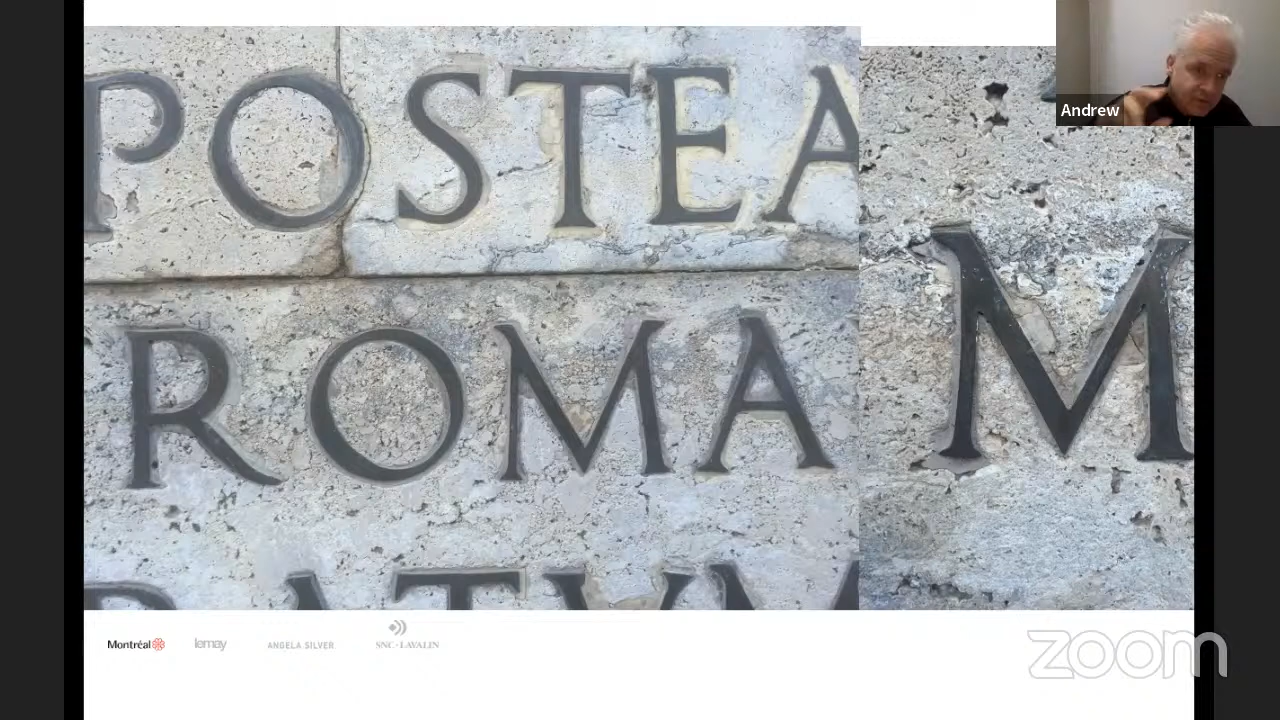 POSTEA
ROMA
M
Andrew
Montréal
lemay
ANGELA SILVER
SNC·LAVALIN
zoom